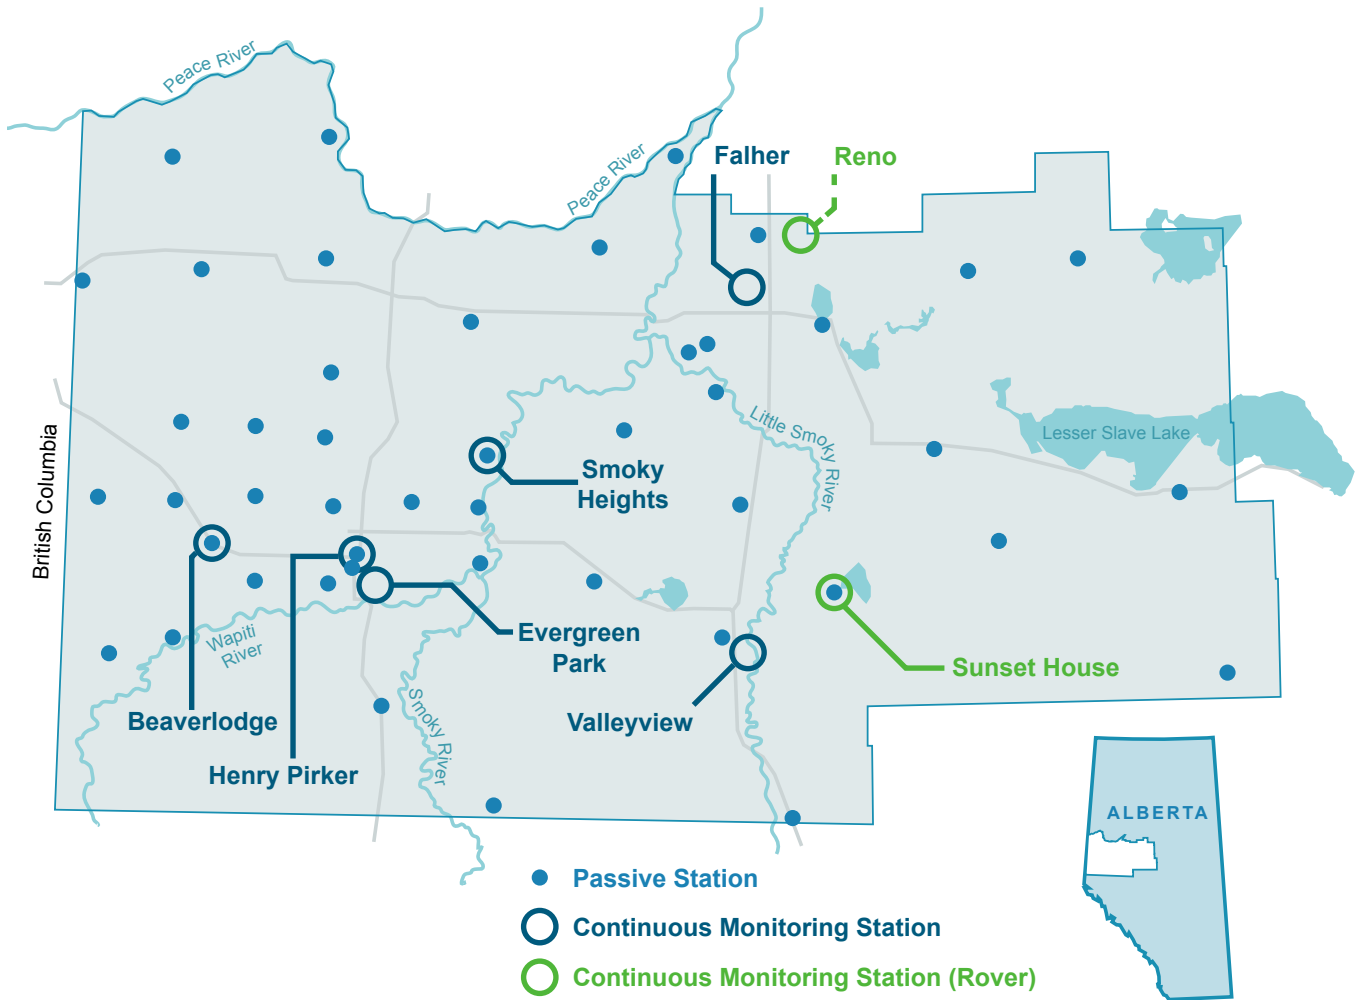 Peace River
Peace River
Falher
Reno
Little Smoky River
Lesser Slave Lake
British Columbia
Smoky
Heights
Wapiti
River
Evergreen
Park
Sunset House
Smoky River
Beaverlodge
Valleyview
Henry Pirker
ALBERTA
Passive Station
Continuous Monitoring Station
Continuous Monitoring Station (Rover)